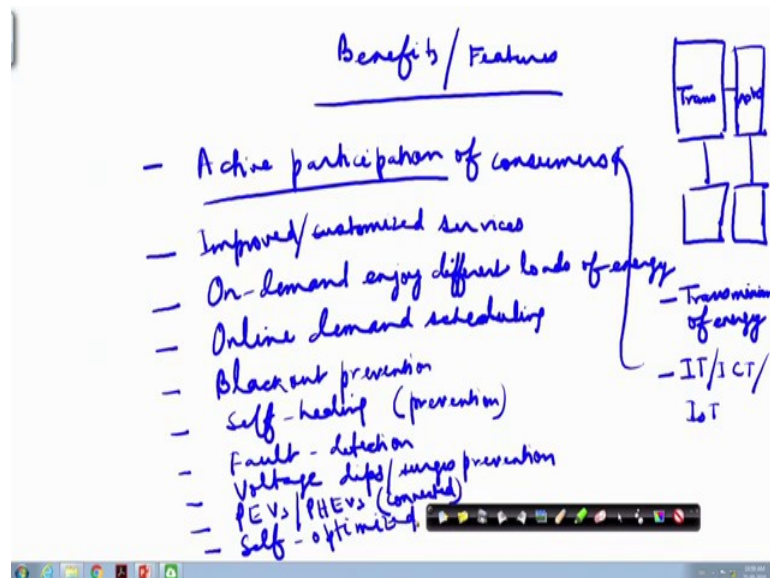 Benefits/Features
- Active participation of consumers
- Improved/customized services
- On-demand enjoy different loads of energy
- Online demand scheduling
- Blackout prevention
- Self-healing (prevention)
- Fault-detection
- Voltage dips/surges prevention
- PEVs/PHEVs (connected)
- Self-optimized
Trans
- Transmission
of energy
- IT/ICT/
IoT